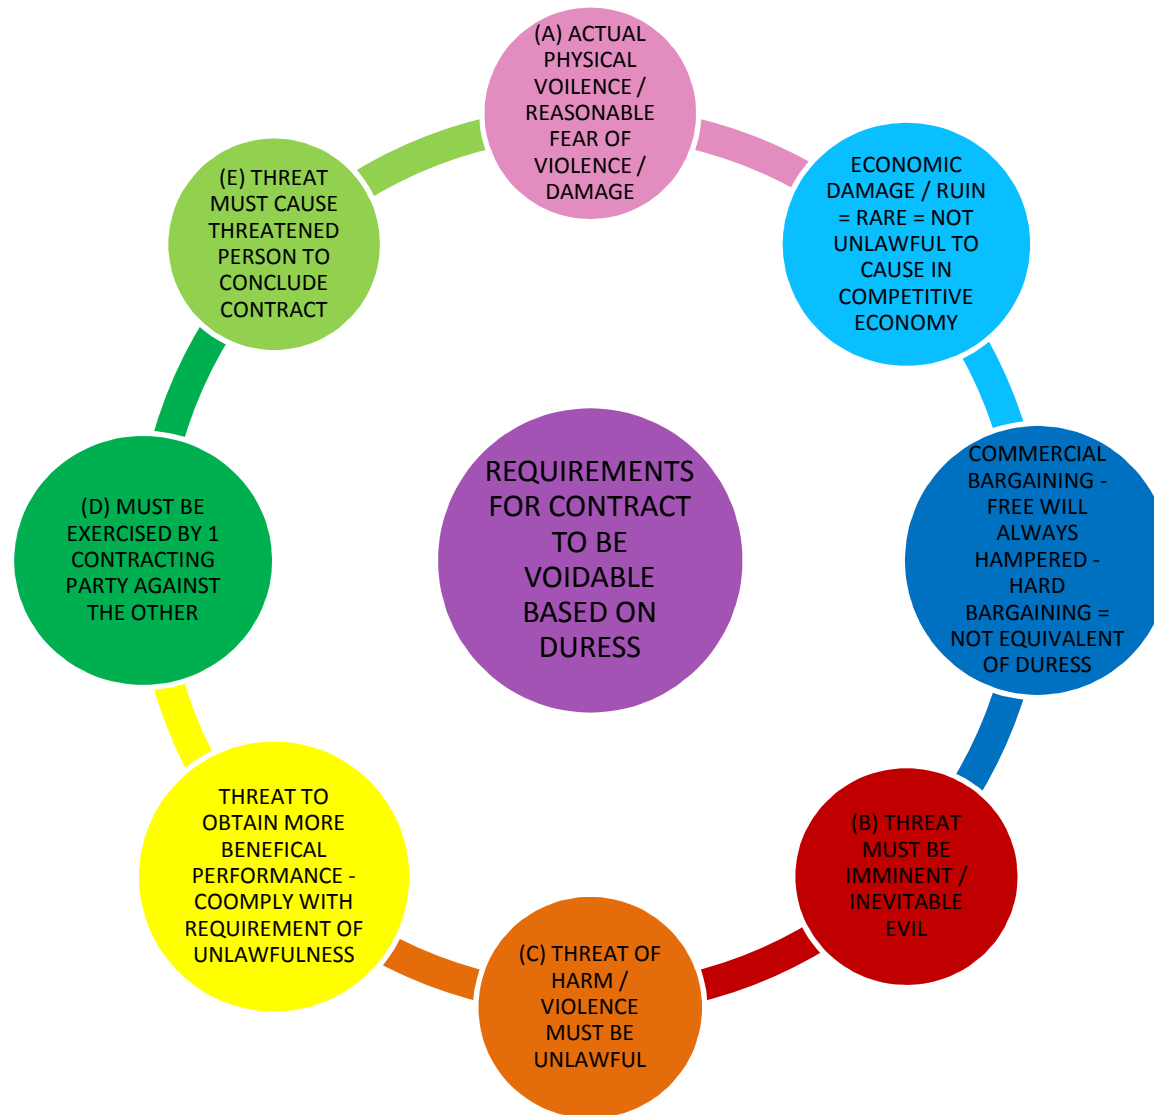 (A) ACTUAL
PHYSICAL
VOILENCE /
REASONABLE
FEAR OF
VIOLENCE /
DAMAGE
ECONOMIC
DAMAGE / RUIN
= RARE = NOT
UNLAWFUL TO
CAUSE IN
COMPETITIVE
ECONOMY
COMMERCIAL
BARGAINING -
FREE WILL
ALWAYS
HAMPERED -
HARD
BARGAINING =
NOT EQUIVALENT
OF DURESS
(B) THREAT
MUST BE
IMMINENT /
INEVITABLE
EVIL
(C) THREAT OF
HARM /
VIOLENCE
MUST BE
UNLAWFUL
THREAT TO
OBTAIN MORE
BENEFICAL
PERFORMANCE -
COOMPLY WITH
REQUIREMENT OF
UNLAWFULNESS
(D) MUST BE
EXERCISED BY 1
CONTRACTING
PARTY AGAINST
THE OTHER
(E) THREAT
MUST CAUSE
THREATENED
PERSON TO
CONCLUDE
CONTRACT
REQUIREMENTS
FOR CONTRACT
TO BE
VOIDABLE
BASED ON
DURESS